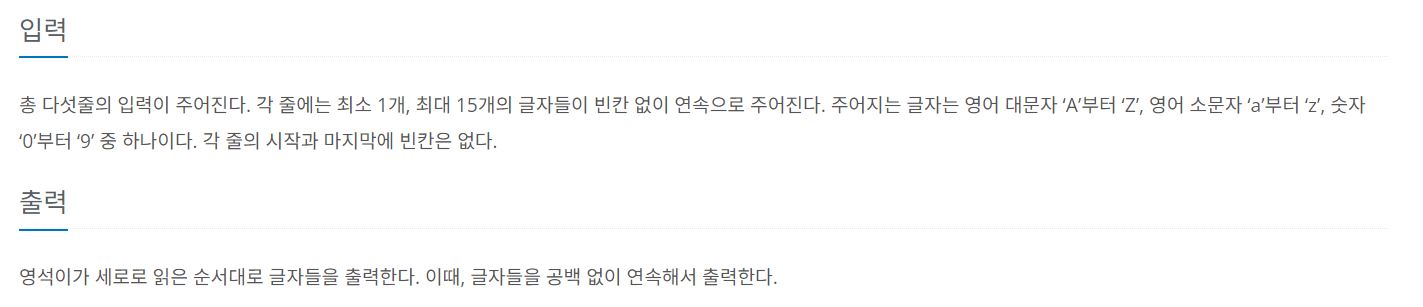 입력
총 다섯줄의 입력이 주어진다. 각 줄에는 최소 1개, 최대 15개의 글자들이 빈칸 없이 연속으로 주어진다. 주어지는 글자는 영어 대문자 ‘A’부터 ‘Z’, 영어 소문자 ‘a’부터 ‘z’, 숫자
‘0’부터 ‘9’ 중 하나이다. 각 줄의 시작과 마지막에 빈칸은 없다.
출력
영석이가 세로로 읽은 순서대로 글자들을 출력한다. 이때, 글자들을 공백 없이 연속해서 출력한다.